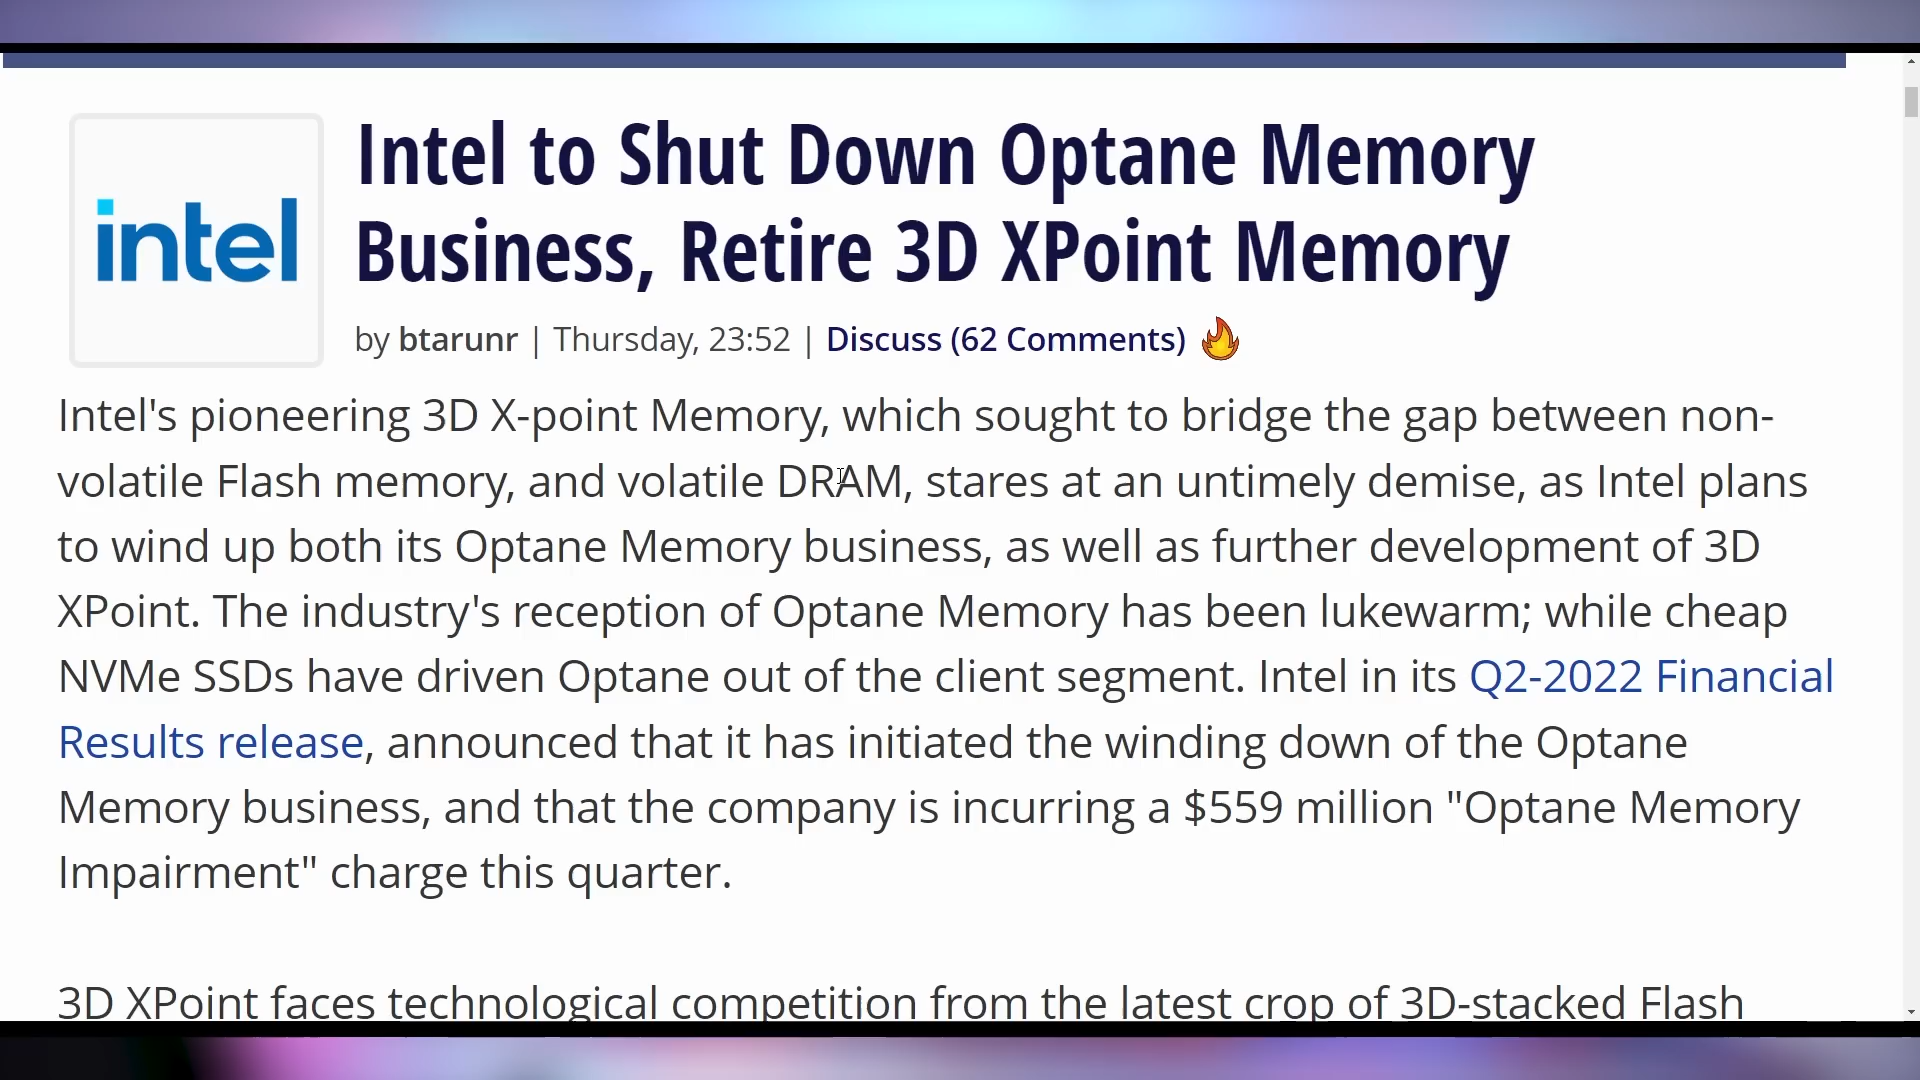 intel
Intel to Shut Down Optane Memory
Business, Retire 3D XPoint Memory
by btarunr | Thursday, 23:52 | Discuss (62 Comments)
Intel's pioneering 3D X-point Memory, which sought to bridge the gap between non-
volatile Flash memory, and volatile DRAM, stares at an untimely demise, as Intel plans
to wind up both its Optane Memory business, as well as further development of 3D
XPoint. The industry's reception of Optane Memory has been lukewarm; while cheap
NVMe SSDs have driven Optane out of the client segment. Intel in its Q2-2022 Financial
Results release, announced that it has initiated the winding down of the Optane
Memory business, and that the company is incurring a $559 million "Optane Memory
Impairment" charge this quarter.
3D XPoint faces technological competition from the latest crop of 3D-stacked Flash